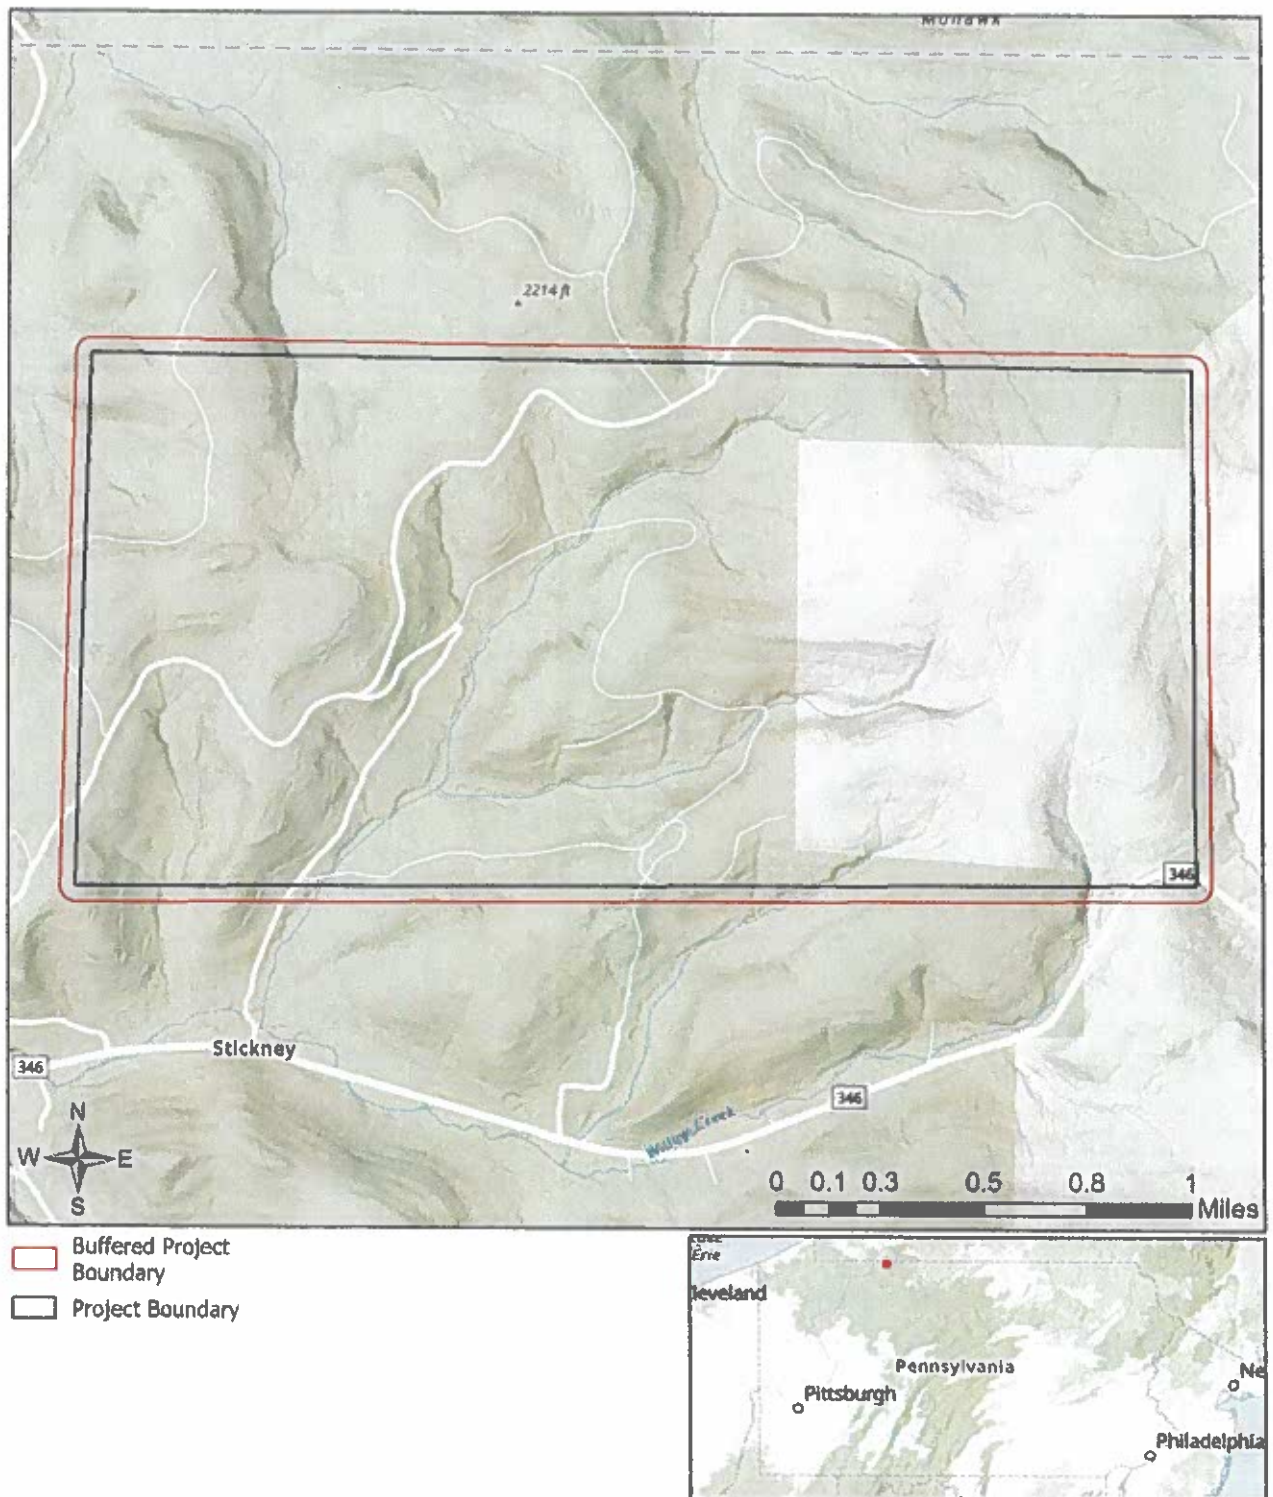 2214 ft
346
Stickney
346
346
Willow Creek
N
W E
S
0 0.1 0.3 0.5 0.8 1
Miles
Buffered Project
Boundary
Project Boundary
Erie
Pennsylvania
Pittsburgh
Philadelphia